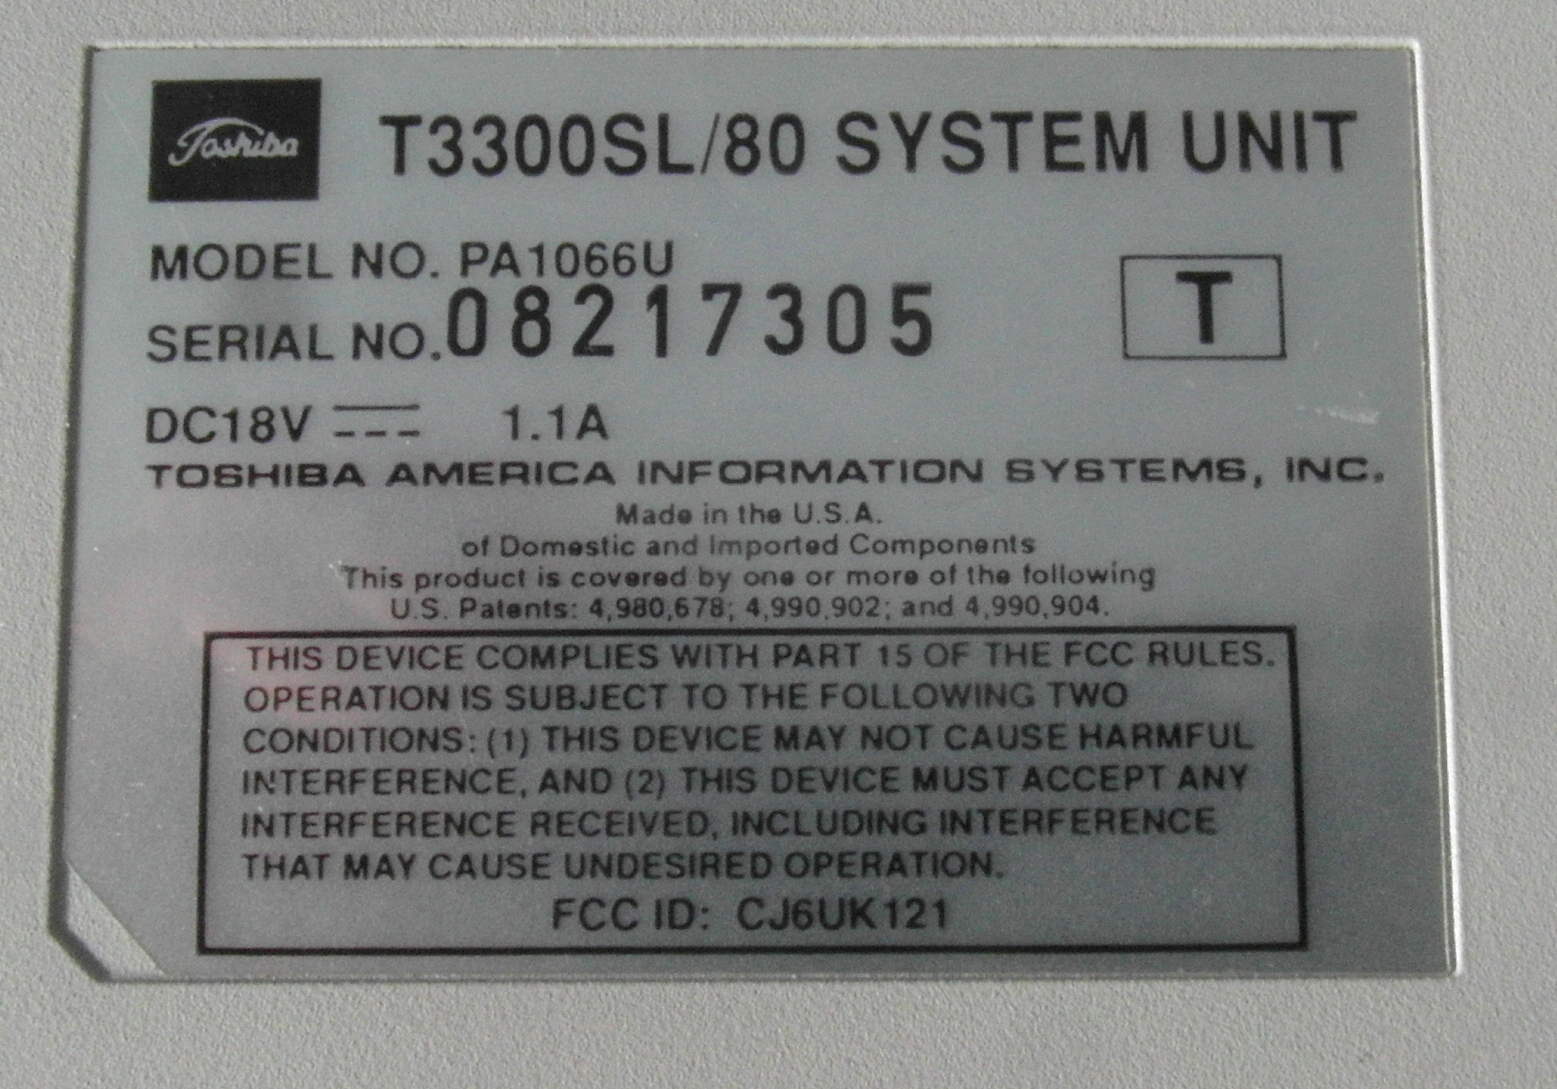 Toshiba
T3300SL/80 SYSTEM UNIT
MODEL NO. PA1066U
SERIAL NO. 08217305
T
DC18V 1.1A
TOSHIBA AMERICA INFORMATION SYSTEMS, INC.
Made in the U.S.A.
of Domestic and Imported Components
This product is covered by one or more of the following
U.S. Patents: 4,980,678; 4,990,902; and 4,990,904.
THIS DEVICE COMPLIES WITH PART 15 OF THE FCC RULES.
OPERATION IS SUBJECT TO THE FOLLOWING TWO
CONDITIONS: (1) THIS DEVICE MAY NOT CAUSE HARMFUL
INTERFERENCE, AND (2) THIS DEVICE MUST ACCEPT ANY
INTERFERENCE RECEIVED, INCLUDING INTERFERENCE
THAT MAY CAUSE UNDESIRED OPERATION.
FCC ID: CJ6UK121